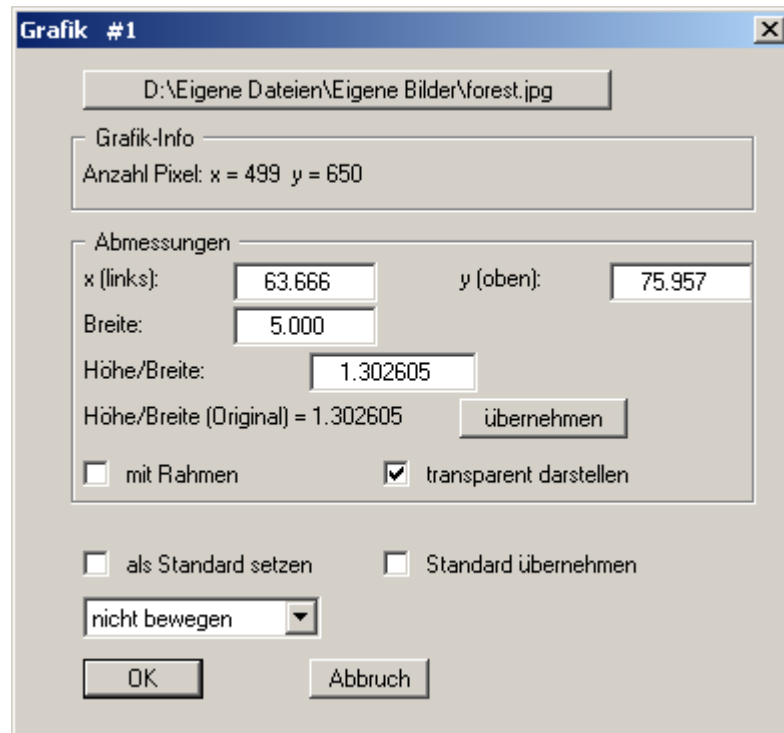 Grafik #1
D:\Eigene Dateien\Eigene Bilder\forest.jpg
Grafik-Info
Anzahl Pixel: x = 499 y = 650
Abmessungen
x (links): 63.666 y (oben): 75.957
Breite: 5.000
Höhe/Breite: 1.302605
Höhe/Breite (Original) = 1.302605 übernehmen
mit Rahmen transparent darstellen
als Standard setzen Standard übernehmen
nicht bewegen
OK Abbruch